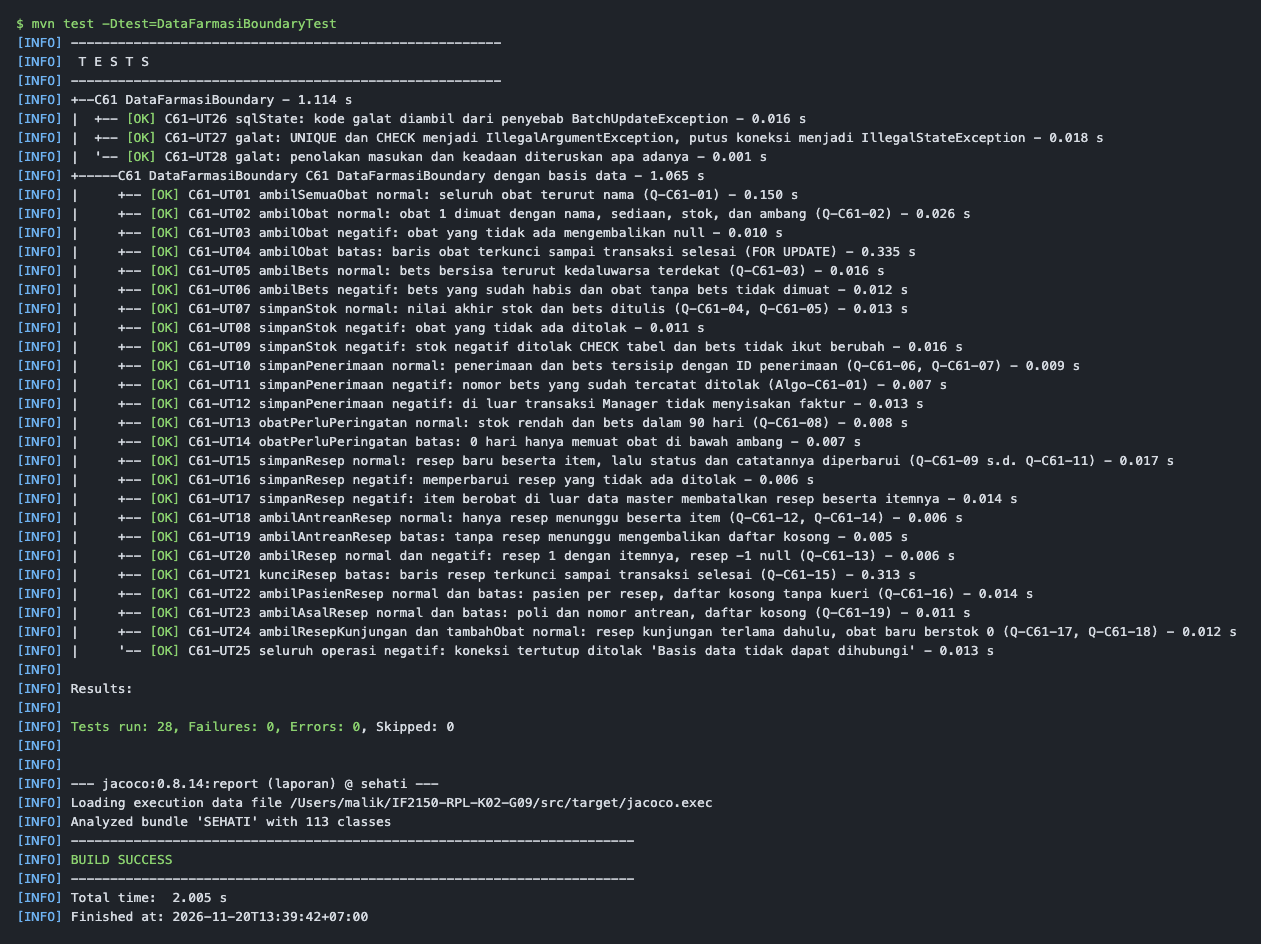 $ mvn test -Dtest=DataFarmasiBoundaryTest
[INFO] -------------------------------------------------------
[INFO]  T E S T S
[INFO] -------------------------------------------------------
[INFO] +--C61 DataFarmasiBoundary - 1.114 s
[INFO] |  +-- [OK] C61-UT26 sqlState: kode galat diambil dari penyebab BatchUpdateException - 0.016 s
[INFO] |  +-- [OK] C61-UT27 galat: UNIQUE dan CHECK menjadi IllegalArgumentException, putus koneksi menjadi IllegalStateException - 0.018 s
[INFO] |  '-- [OK] C61-UT28 galat: penolakan masukan dan keadaan diteruskan apa adanya - 0.001 s
[INFO] +-----C61 DataFarmasiBoundary C61 DataFarmasiBoundary dengan basis data - 1.065 s
[INFO] |     +-- [OK] C61-UT01 ambilSemuaObat normal: seluruh obat terurut nama (Q-C61-01) - 0.150 s
[INFO] |     +-- [OK] C61-UT02 ambilObat normal: obat 1 dimuat dengan nama, sediaan, stok, dan ambang (Q-C61-02) - 0.026 s
[INFO] |     +-- [OK] C61-UT03 ambilObat negatif: obat yang tidak ada mengembalikan null - 0.010 s
[INFO] |     +-- [OK] C61-UT04 ambilObat batas: baris obat terkunci sampai transaksi selesai (FOR UPDATE) - 0.335 s
[INFO] |     +-- [OK] C61-UT05 ambilBets normal: bets bersisa terurut kedaluwarsa terdekat (Q-C61-03) - 0.016 s
[INFO] |     +-- [OK] C61-UT06 ambilBets negatif: bets yang sudah habis dan obat tanpa bets tidak dimuat - 0.012 s
[INFO] |     +-- [OK] C61-UT07 simpanStok normal: nilai akhir stok dan bets ditulis (Q-C61-04, Q-C61-05) - 0.013 s
[INFO] |     +-- [OK] C61-UT08 simpanStok negatif: obat yang tidak ada ditolak - 0.011 s
[INFO] |     +-- [OK] C61-UT09 simpanStok negatif: stok negatif ditolak CHECK tabel dan bets tidak ikut berubah - 0.016 s
[INFO] |     +-- [OK] C61-UT10 simpanPenerimaan normal: penerimaan dan bets tersisip dengan ID penerimaan (Q-C61-06, Q-C61-07) - 0.009 s
[INFO] |     +-- [OK] C61-UT11 simpanPenerimaan negatif: nomor bets yang sudah tercatat ditolak (Algo-C61-01) - 0.007 s
[INFO] |     +-- [OK] C61-UT12 simpanPenerimaan negatif: di luar transaksi Manager tidak menyisakan faktur - 0.013 s
[INFO] |     +-- [OK] C61-UT13 obatPerluPeringatan normal: stok rendah dan bets dalam 90 hari (Q-C61-08) - 0.008 s
[INFO] |     +-- [OK] C61-UT14 obatPerluPeringatan batas: 0 hari hanya memuat obat di bawah ambang - 0.007 s
[INFO] |     +-- [OK] C61-UT15 simpanResep normal: resep baru beserta item, lalu status dan catatannya diperbarui (Q-C61-09 s.d. Q-C61-11) - 0.017 s
[INFO] |     +-- [OK] C61-UT16 simpanResep negatif: memperbarui resep yang tidak ada ditolak - 0.006 s
[INFO] |     +-- [OK] C61-UT17 simpanResep negatif: item berobat di luar data master membatalkan resep beserta itemnya - 0.014 s
[INFO] |     +-- [OK] C61-UT18 ambilAntreanResep normal: hanya resep menunggu beserta item (Q-C61-12, Q-C61-14) - 0.006 s
[INFO] |     +-- [OK] C61-UT19 ambilAntreanResep batas: tanpa resep menunggu mengembalikan daftar kosong - 0.005 s
[INFO] |     +-- [OK] C61-UT20 ambilResep normal dan negatif: resep 1 dengan itemnya, resep -1 null (Q-C61-13) - 0.006 s
[INFO] |     +-- [OK] C61-UT21 kunciResep batas: baris resep terkunci sampai transaksi selesai (Q-C61-15) - 0.313 s
[INFO] |     +-- [OK] C61-UT22 ambilPasienResep normal dan batas: pasien per resep, daftar kosong tanpa kueri (Q-C61-16) - 0.014 s
[INFO] |     +-- [OK] C61-UT23 ambilAsalResep normal dan batas: poli dan nomor antrean, daftar kosong (Q-C61-19) - 0.011 s
[INFO] |     +-- [OK] C61-UT24 ambilResepKunjungan dan tambahObat normal: resep kunjungan terlama dahulu, obat baru berstok 0 (Q-C61-17, Q-C61-18) - 0.012 s
[INFO] |     '-- [OK] C61-UT25 seluruh operasi negatif: koneksi tertutup ditolak 'Basis data tidak dapat dihubungi' - 0.013 s
[INFO]
[INFO] Results:
[INFO]
[INFO] Tests run: 28, Failures: 0, Errors: 0, Skipped: 0
[INFO]
[INFO]
[INFO] --- jacoco:0.8.14:report (laporan) @ sehati ---
[INFO] Loading execution data file /Users/malik/IF2150-RPL-K02-G09/src/target/jacoco.exec
[INFO] Analyzed bundle 'SEHATI' with 113 classes
[INFO] ------------------------------------------------------------------------
[INFO] BUILD SUCCESS
[INFO] ------------------------------------------------------------------------
[INFO] Total time:  2.005 s
[INFO] Finished at: 2026-11-20T13:39:42+07:00